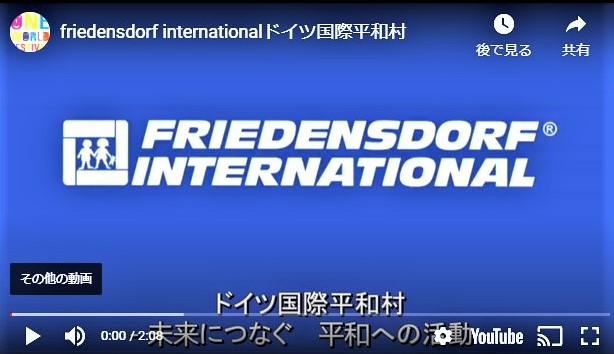 ONE WORLD FESTIVAL
friedensdorf internationalドイツ国際平和村
後で見る
共有
FRIEDENSDORF®
INTERNATIONAL
その他の動画
ドイツ国際平和村
未来につなぐ 平和への活動
0:00 / 2:08
YouTube